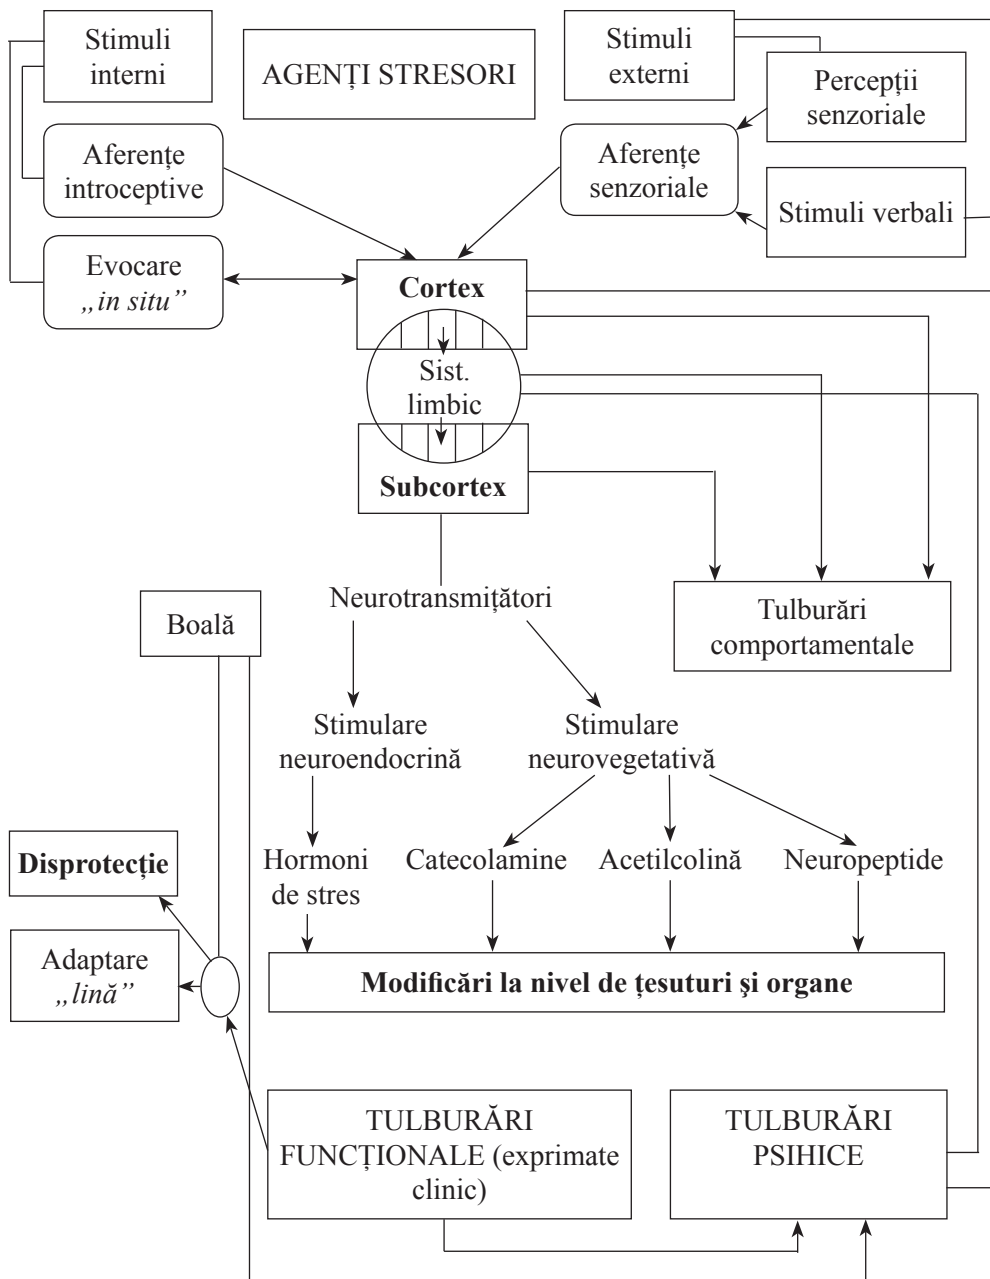 Stimuli
interni
AGENȚI STRESORI
Stimuli
externi
Percepții
senzoriale
Aferențe
introceptive
Aferențe
senzoriale
Stimuli verbali
Evocare
„in situ”
Cortex
Sist.
limbic
Subcortex
Neurotransmițători
Tulburări
comportamentale
Boală
Stimulare
neuroendocrină
Stimulare
neurovegetativă
Disprotecție
Hormoni
de stres
Catecolamine
Acetilcolină
Neuropeptide
Adaptare
„lină”
Modificări la nivel de țesuturi şi organe
TULBURĂRI
FUNCȚIONALE (exprimate
clinic)
TULBURĂRI
PSIHICE